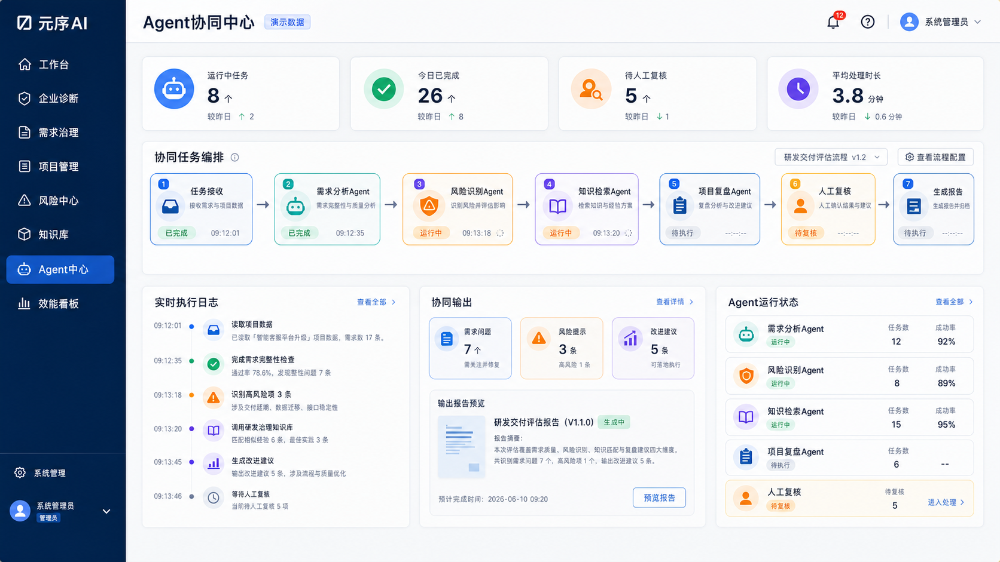 元序AI
工作台
企业诊断
需求治理
项目管理
风险中心
知识库
Agent中心
效能看板
系统管理
系统管理员
管理员
Agent协同中心
演示数据
12
系统管理员
运行中任务
8 个
较昨日 ↑ 2
今日已完成
26 个
较昨日 ↑ 8
待人工复核
5 个
较昨日 ↓ 1
平均处理时长
3.8 分钟
较昨日 ↓ 0.6 分钟
协同任务编排
研发交付评估流程 v1.2
查看流程配置
1
任务接收
接收需求与项目数据
已完成 09:12:01
2
需求分析Agent
需求完整性与质量分析
已完成 09:12:35
3
风险识别Agent
识别风险并评估影响
运行中 09:13:18
4
知识检索Agent
检索知识与经验方案
运行中 09:13:20
5
项目复盘Agent
复盘分析与改进建议
待执行 --:--:--
6
人工复核
人工确认结果与建议
待复核 --:--:--
7
生成报告
生成报告并归档
待执行 --:--:--
实时执行日志
查看全部
09:12:01
读取项目数据
已读取「智能客服平台升级」项目数据，需求数 17 条。
09:12:35
完成需求完整性检查
通过率 78.6%，发现整性问题 7 条
09:13:18
识别高风险项 3 条
涉及交付延期、数据迁移、接口稳定性
09:13:20
调用研发治理知识库
匹配相似经验 6 条，最佳实践 3 条
09:13:45
生成改进建议
输出改进建议 5 条，涉及流程与质量优化
09:13:46
等待人工复核
当前待人工复核 5 项
协同输出
查看详情
需求问题
7 个
需关注并修复
风险提示
3 条
高风险 1 条
改进建议
5 条
可落地执行
输出报告预览
研发交付评估报告（V1.1.0） 生成中
报告摘要：
本次评估覆盖需求质量、风险识别、知识匹配与复盘建议四大维度，
共识别需求问题 7 个，高风险项 1 个，输出改进建议 5 条。
预计完成时间：2026-06-10 09:20
预览报告
Agent运行状态
查看全部
需求分析Agent
运行中
任务数
12
成功率
92%
风险识别Agent
运行中
任务数
8
成功率
89%
知识检索Agent
运行中
任务数
15
成功率
95%
项目复盘Agent
待执行
任务数
6
--
人工复核
待复核
待复核
5
进入处理